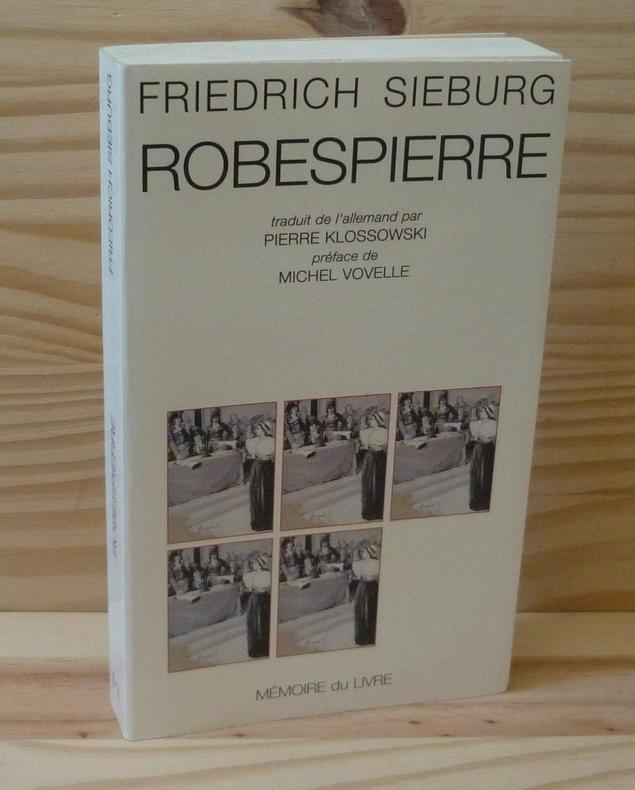 FRIEDRICH SIEBURG
ROBESPIERRE
traduit de l'allemand par
PIERRE KLOSSOWSKI
préface de
MICHEL VOVELLE
MÉMOIRE du LIVRE
FRIEDRICH SIEBURG
ROBESPIERRE